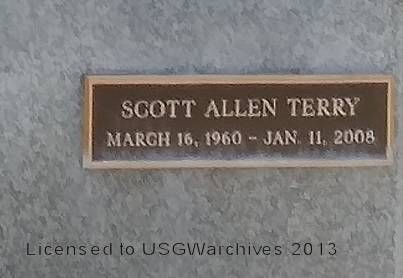 SCOTT ALLEN TERRY
MARCH 16, 1960 - JAN. 11, 2008
Licensed to USGWarchives 2013